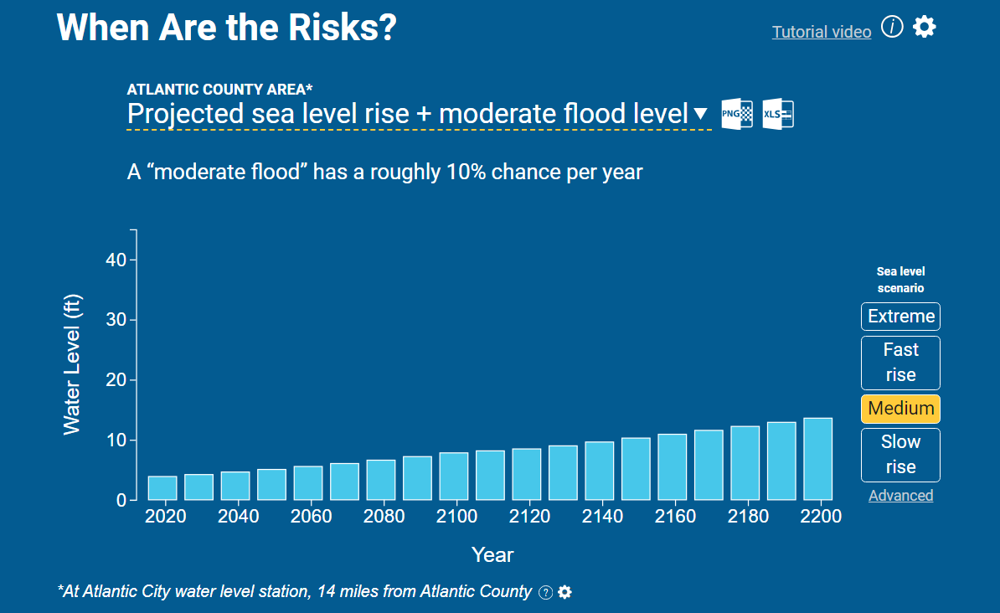 When Are the Risks?
Tutorial video
i
ATLANTIC COUNTY AREA*
Projected sea level rise + moderate flood level
PNG
XLS
A “moderate flood” has a roughly 10% chance per year
40
30
20
10
0
Water Level (ft)
2020 2040 2060 2080 2100 2120 2140 2160 2180 2200
Year
Sea level
scenario
Extreme
Fast
rise
Medium
Slow
rise
Advanced
*At Atlantic City water level station, 14 miles from Atlantic County ?